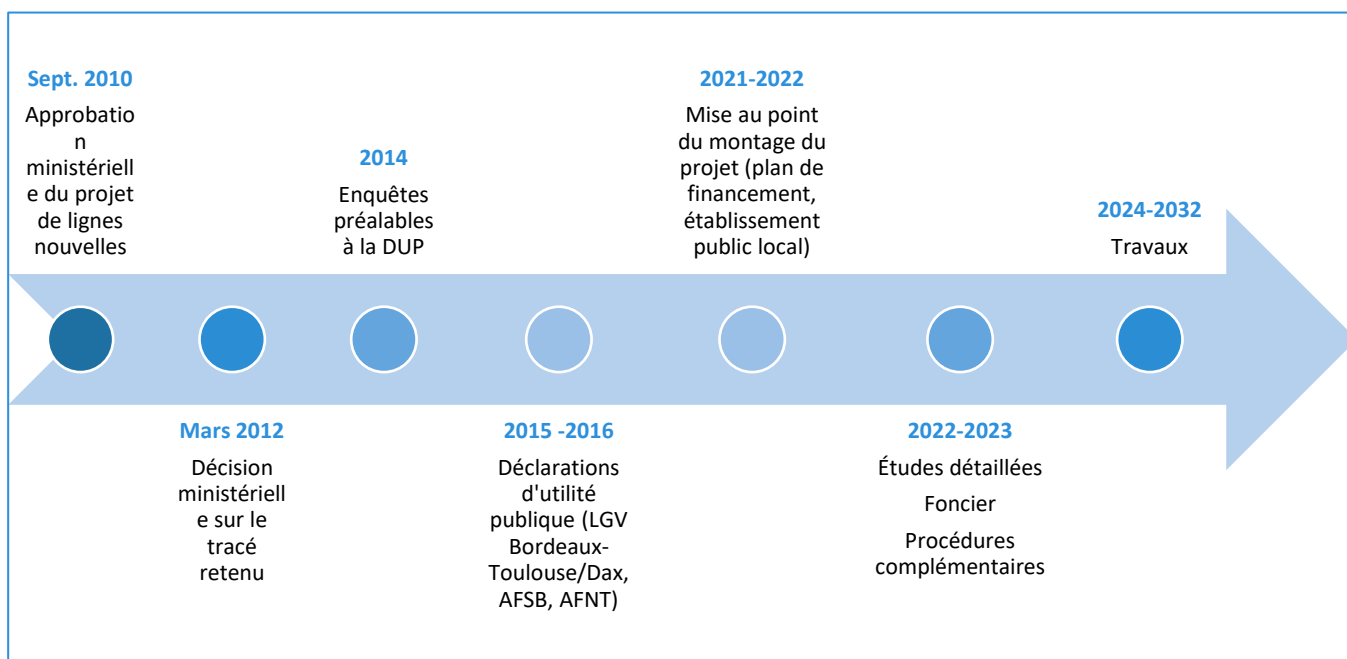 Sept. 2010
Approbatio
n
ministériell
e du projet
de lignes
nouvelles
Mars 2012
Décision
ministériell
e sur le
tracé
retenu
2014
Enquêtes
préalables
à la DUP
2015 -2016
Déclarations
d'utilité
publique (LGV
Bordeaux-
Toulouse/Dax,
AFSB, AFNT)
2021-2022
Mise au point
du montage du
projet (plan de
financement,
établissement
public local)
2022-2023
Études détaillées
Foncier
Procédures
complémentaires
2024-2032
Travaux